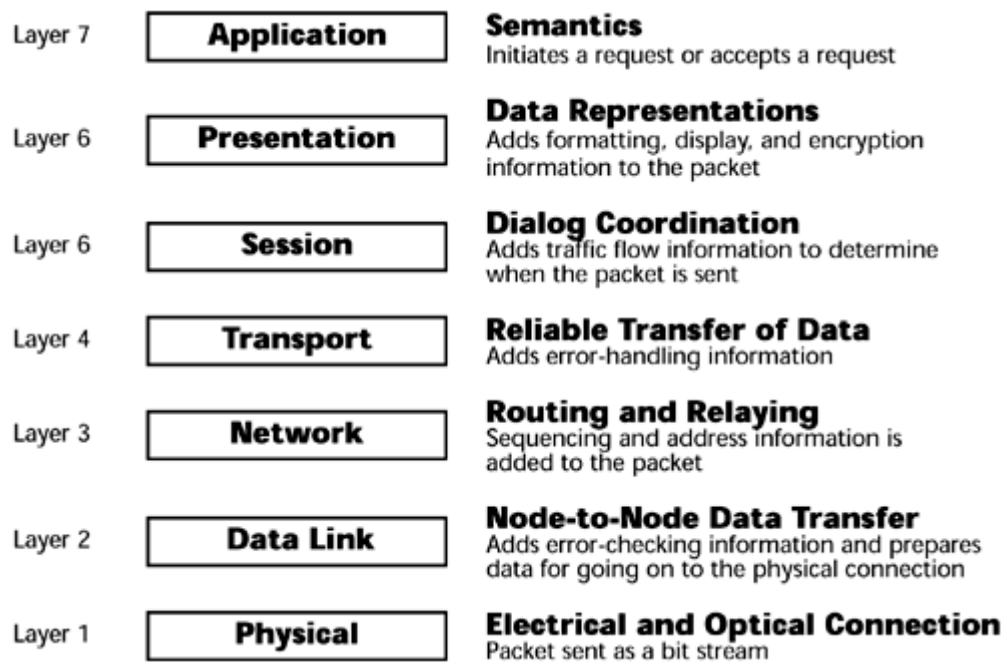 Layer 7
Application
Semantics
Initiates a request or accepts a request
Layer 6
Presentation
Data Representations
Adds formatting, display, and encryption
information to the packet
Layer 6
Session
Dialog Coordination
Adds traffic flow information to determine
when the packet is sent
Layer 4
Transport
Reliable Transfer of Data
Adds error-handling information
Layer 3
Network
Routing and Relaying
Sequencing and address information is
added to the packet
Layer 2
Data Link
Node-to-Node Data Transfer
Adds error-checking information and prepares
data for going on to the physical connection
Layer 1
Physical
Electrical and Optical Connection
Packet sent as a bit stream